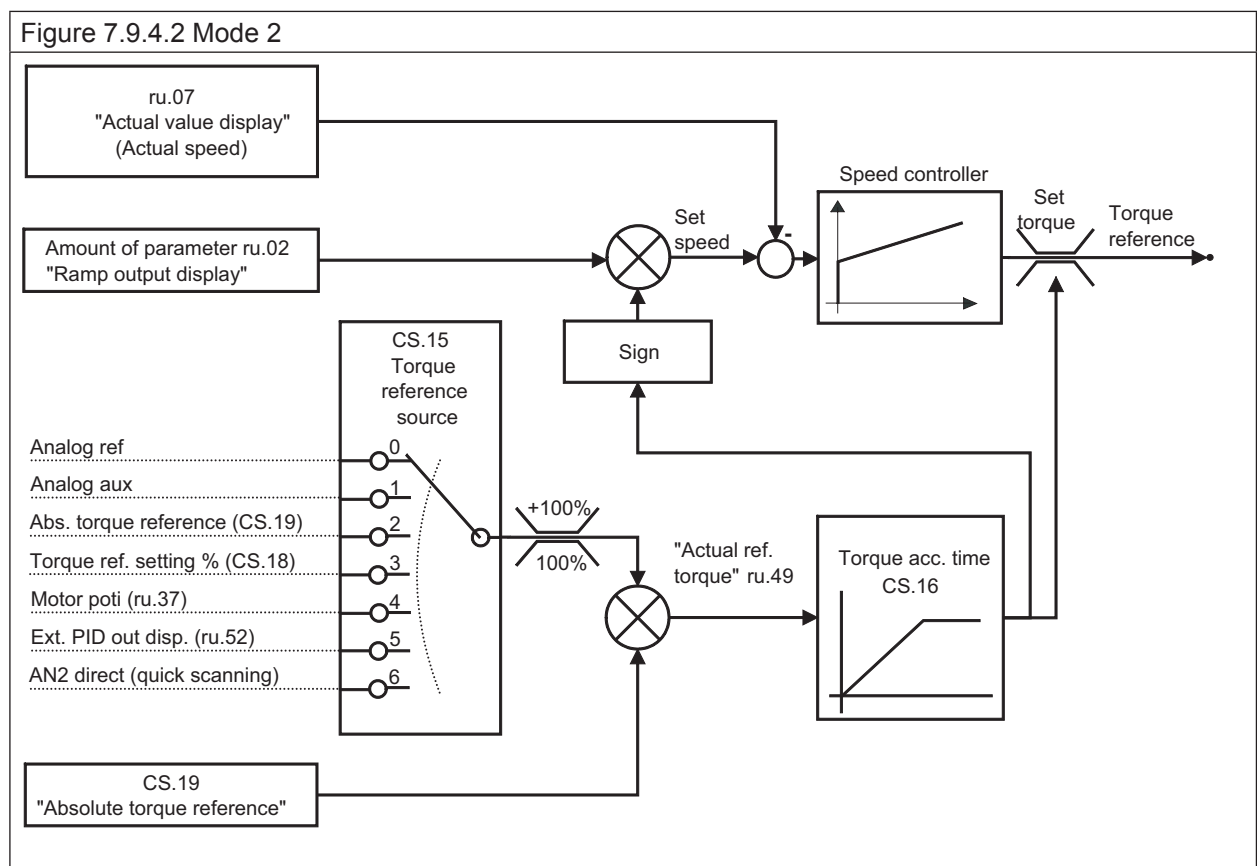 Figure 7.9.4.2 Mode 2
ru.07
"Actual value display"
(Actual speed)
Amount of parameter ru.02
"Ramp output display"
Set
speed
-
Speed controller
Set
torque
Torque
reference
Sign
CS.15
Torque
reference
source
Analog ref
0
Analog aux
1
Abs. torque reference (CS.19)
2
Torque ref. setting % (CS.18)
3
Motor poti (ru.37)
4
Ext. PID out disp. (ru.52)
5
AN2 direct (quick scanning)
6
+100%
100%
"Actual ref.
torque" ru.49
Torque acc. time
CS.16
CS.19
"Absolute torque reference"